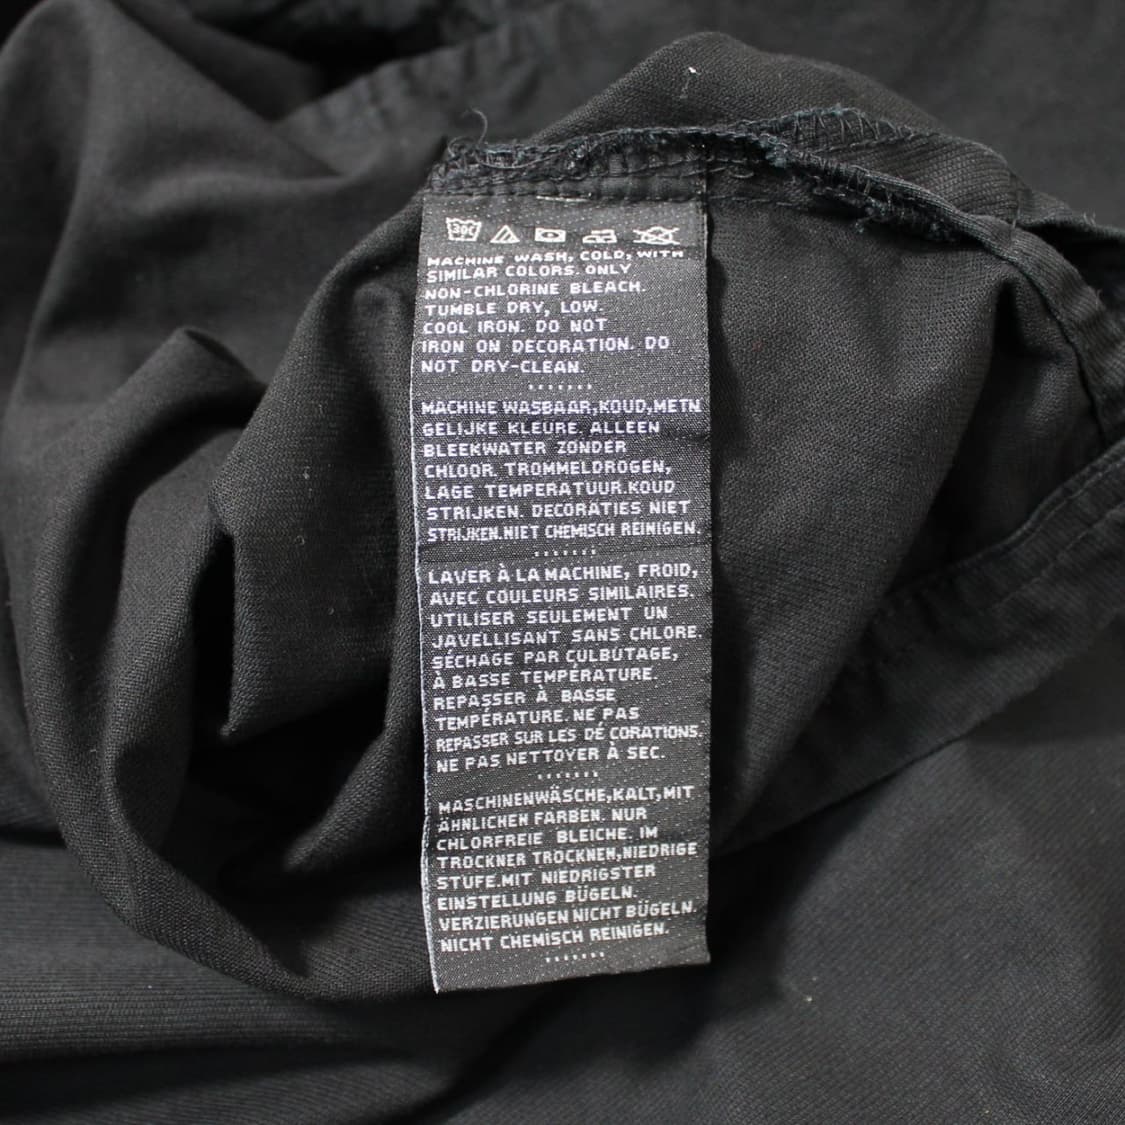 30C
MACHINE WASH, COLD, WITH
SIMILAR COLORS. ONLY
NON-CHLORINE BLEACH.
TUMBLE DRY, LOW.
COOL IRON. DO NOT
IRON ON DECORATION. DO
NOT DRY-CLEAN.
MACHINE WASBAAR,KOUD,METN
GELIJKE KLEURE. ALLEEN
BLEEKWATER ZONDER
CHLOOR. TROMMELDROGEN,
LAGE TEMPERATUUR.KOUD
STRIJKEN. DECORATIES NIET
STRIJKEN.NIET CHEMISCH REINIGEN.
LAVER À LA MACHINE, FROID,
AVEC COULEURS SIMILAIRES.
UTILISER SEULEMENT UN
JAVELLISANT SANS CHLORE.
SÉCHAGE PAR CULBUTAGE,
À BASSE TEMPÉRATURE.
REPASSER À BASSE
TEMPÉRATURE. NE PAS
REPASSER SUR LES DÉ CORATIONS.
NE PAS NETTOYER À SEC.
MASCHINENWÄSCHE,KALT,MIT
ÄHNLICHEN FARBEN. NUR
CHLORFREIE BLEICHE. IM
TROCKNER TROCKNEN,NIEDRIGE
STUFE.MIT NIEDRIGSTER
EINSTELLUNG BÜGELN.
VERZIERUNGEN NICHT BÜGELN.
NICHT CHEMISCH REINIGEN.